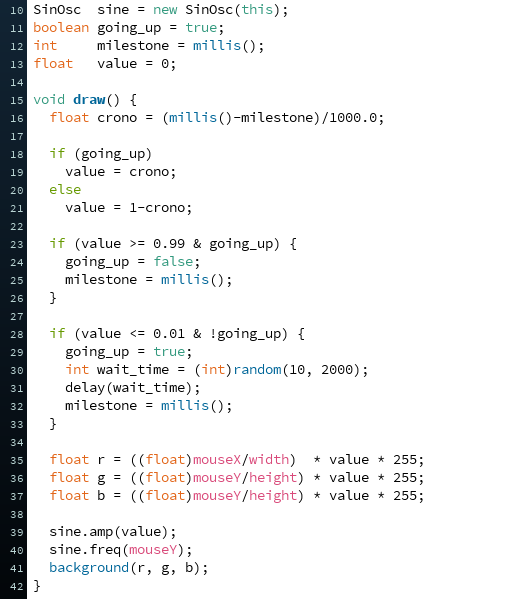 10 SinOsc  sine = new SinOsc(this);
11 boolean going_up = true;
12 int     milestone = millis();
13 float   value = 0;
14
15 void draw() {
16   float crono = (millis()-milestone)/1000.0;
17
18   if (going_up)
19     value = crono;
20   else
21     value = 1-crono;
22
23   if (value >= 0.99 & going_up) {
24     going_up = false;
25     milestone = millis();
26   }
27
28   if (value <= 0.01 & !going_up) {
29     going_up = true;
30     int wait_time = (int)random(10, 2000);
31     delay(wait_time);
32     milestone = millis();
33   }
34
35   float r = ((float)mouseX/width)  * value * 255;
36   float g = ((float)mouseY/height) * value * 255;
37   float b = ((float)mouseY/height) * value * 255;
38
39   sine.amp(value);
40   sine.freq(mouseY);
41   background(r, g, b);
42 }